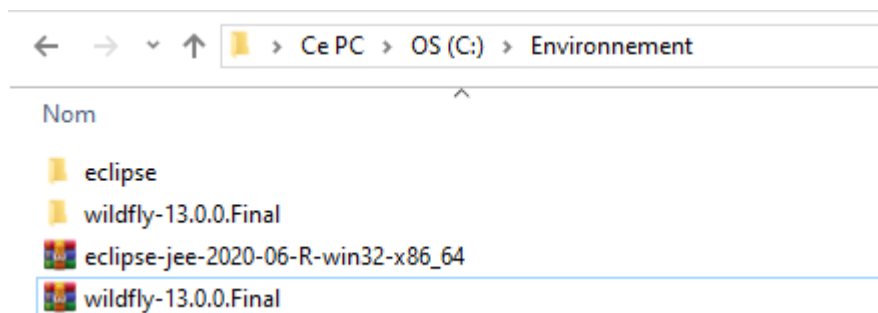 Ce PC > OS (C:) > Environnement
Nom
eclipse
wildfly-13.0.0.Final
eclipse-jee-2020-06-R-win32-x86_64
wildfly-13.0.0.Final